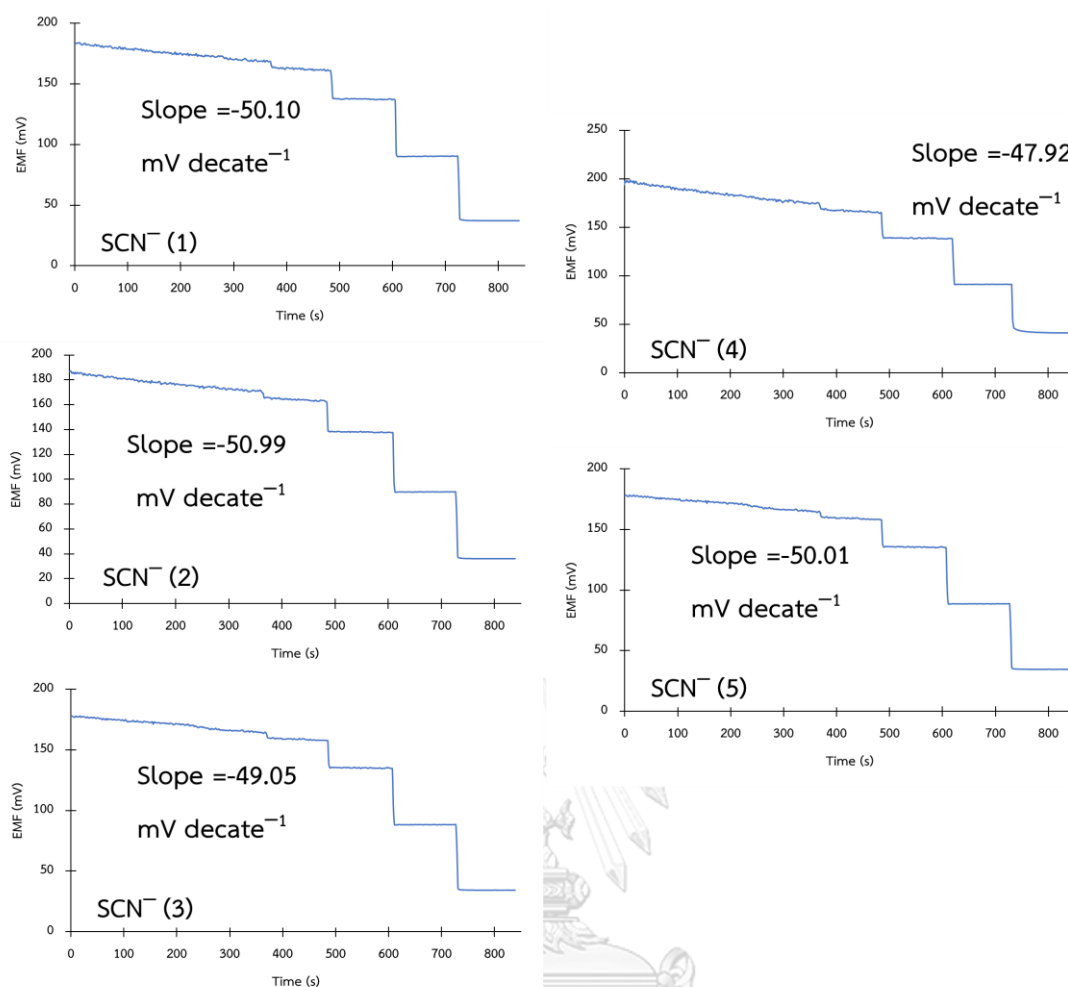 200
150
100
50
0
EMF (mV)
Slope =-50.10
mV decate⁻¹
SCN⁻ (1)
0 100 200 300 400 500 600 700 800
Time (s)
200
180
160
140
120
100
80
60
40
20
0
EMF (mV)
Slope =-50.99
mV decate⁻¹
SCN⁻ (2)
0 100 200 300 400 500 600 700 800
Time (s)
200
150
100
50
0
EMF (mV)
Slope =-49.05
mV decate⁻¹
SCN⁻ (3)
0 100 200 300 400 500 600 700 800
Time (s)
250
200
150
100
50
0
EMF (mV)
Slope =-47.92
mV decate⁻¹
SCN⁻ (4)
0 100 200 300 400 500 600 700 800
Time (s)
200
150
100
50
0
EMF (mV)
Slope =-50.01
mV decate⁻¹
SCN⁻ (5)
0 100 200 300 400 500 600 700 800
Time (s)